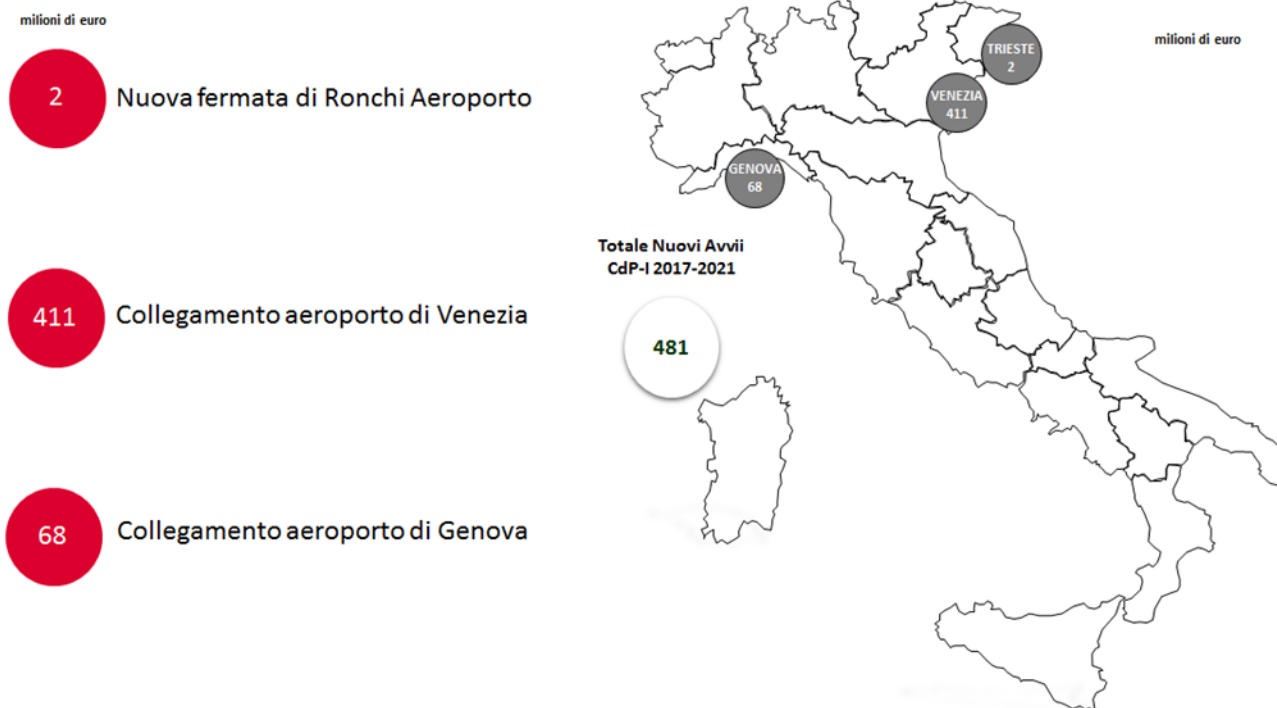 milioni di euro
2
Nuova fermata di Ronchi Aeroporto
411
Collegamento aeroporto di Venezia
68
Collegamento aeroporto di Genova
milioni di euro
TRIESTE
2
VENEZIA
411
GENOVA
68
Totale Nuovi Avvii
CdP-I 2017-2021
481